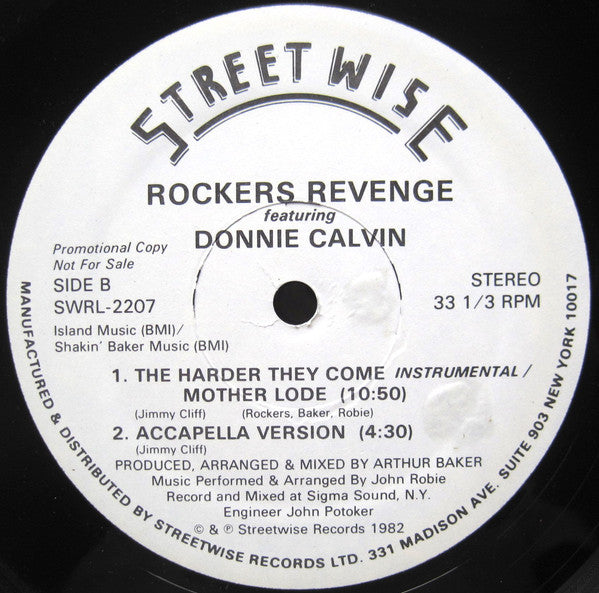 STREETWISE
ROCKERS REVENGE
featuring
DONNIE CALVIN
Promotional Copy
Not For Sale
SIDE B
SWRL-2207
STEREO
33 1/3 RPM
Island Music (BMI)/
Shakin' Baker Music (BMI)
1. THE HARDER THEY COME INSTRUMENTAL/
MOTHER LODE (10:50)
(Jimmy Cliff) (Rockers, Baker, Robie)
2. ACCAPELLA VERSION (4:30)
(Jimmy Cliff)
PRODUCED, ARRANGED & MIXED BY ARTHUR BAKER
Music Performed & Arranged By John Robie
Record and Mixed at Sigma Sound, N.Y.
Engineer John Potoker
© & ℗ Streetwise Records 1982
MANUFACTURED & DISTRIBUTED BY STREETWISE RECORDS LTD. 331 MADISON AVE. SUITE 903 NEW YORK 10017